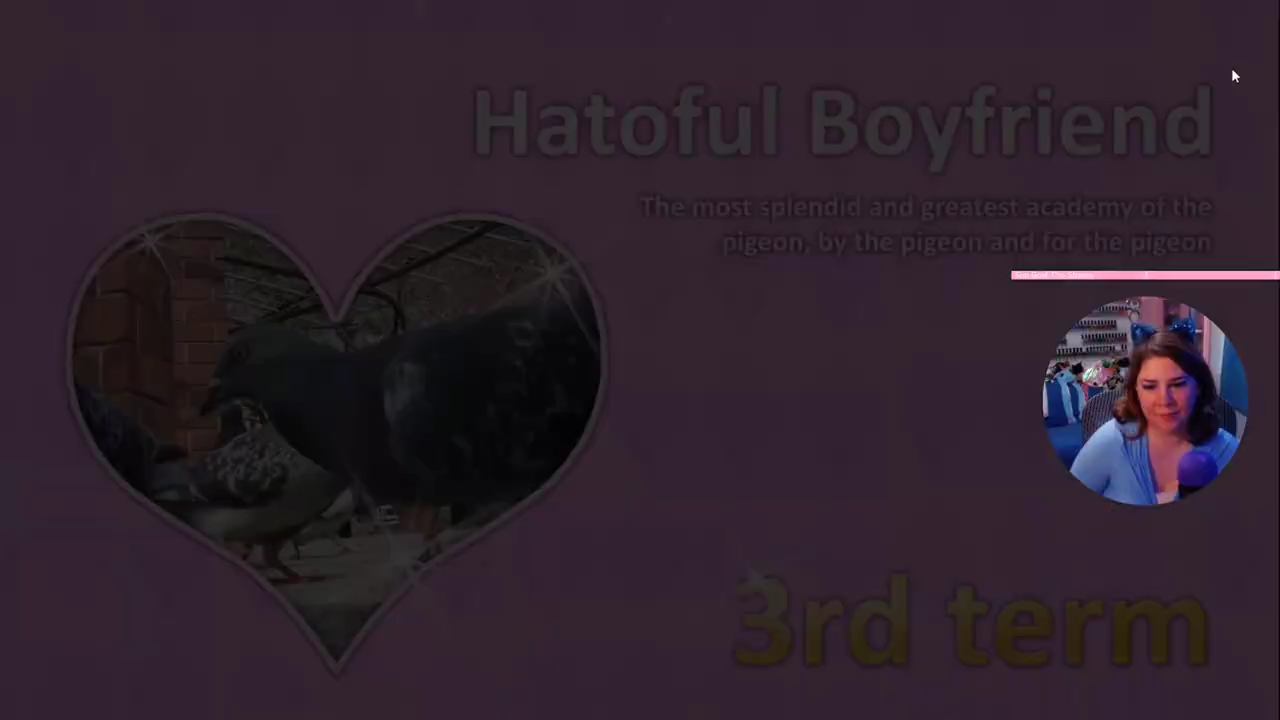 Hatoful Boyfriend
The most splendid and greatest academy of the
pigeon, by the pigeon and for the pigeon
3rd term